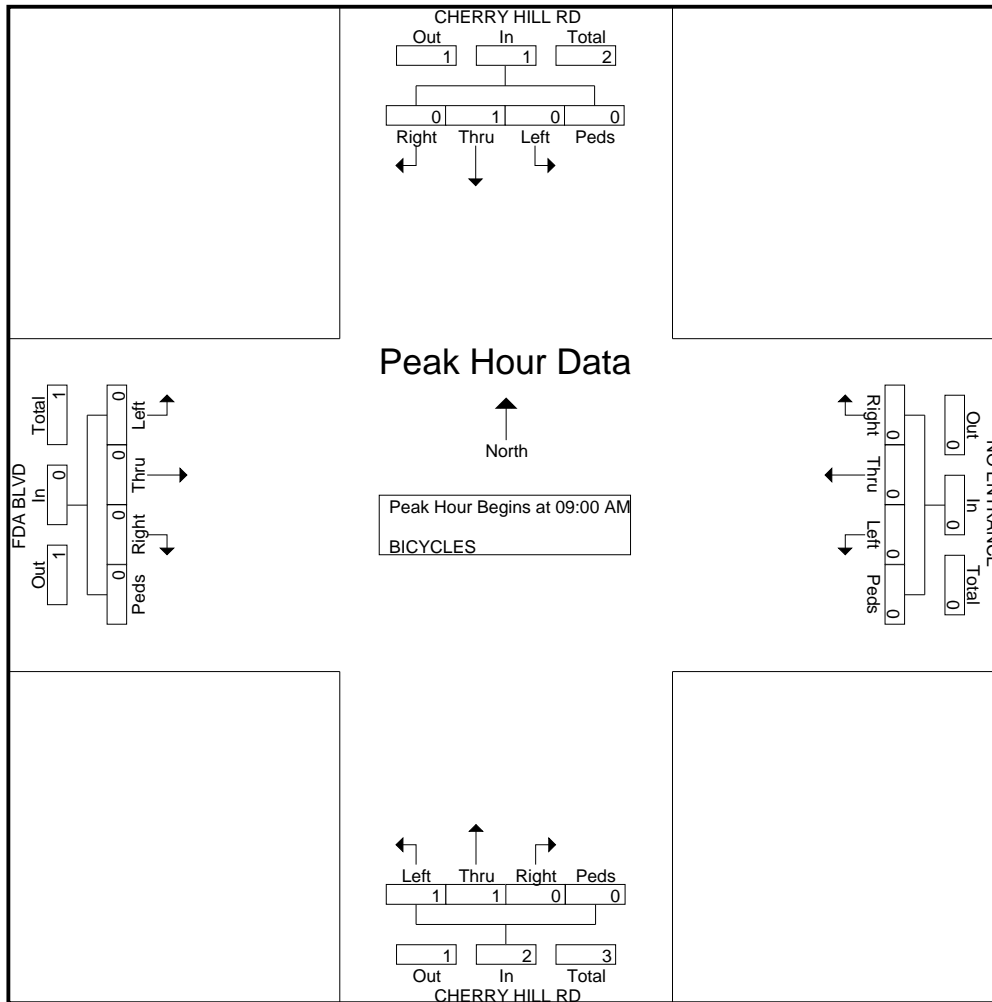 CHERRY HILL RD
Out In Total
1 1 2
0 1 0 0
Right Thru Left Peds
Peak Hour Data
North
Peak Hour Begins at 09:00 AM
BICYCLES
FDA BLVD
Out In Total
1 0 1
0 0 0 0
Peds Right Thru Left
NO ENTRANCE
Out In Total
0 0 0
0 0 0 0
Right Thru Left Peds
Left Thru Right Peds
1 1 0 0
1 2 3
Out In Total
CHERRY HILL RD